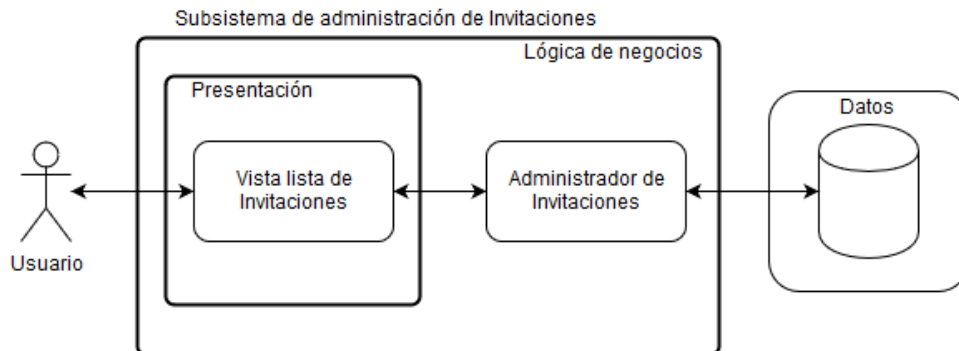 Subsistema de administración de Invitaciones
Lógica de negocios
Presentación
Datos
Vista lista de
Invitaciones
Administrador de
Invitaciones
Usuario